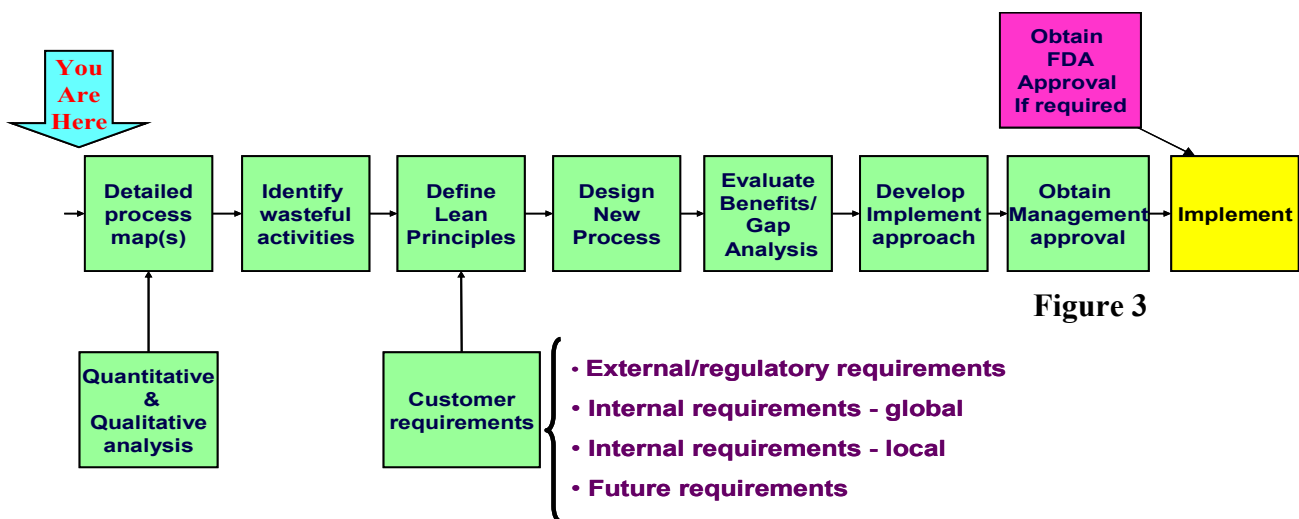 You
Are
Here
Obtain
FDA
Approval
If required
Detailed
process
map(s)
Identify
wasteful
activities
Define
Lean
Principles
Design
New
Process
Evaluate
Benefits/
Gap
Analysis
Develop
Implement
approach
Obtain
Management
approval
Implement
Figure 3
Quantitative
&
Qualitative
analysis
Customer
requirements
• External/regulatory requirements
• Internal requirements - global
• Internal requirements - local
• Future requirements